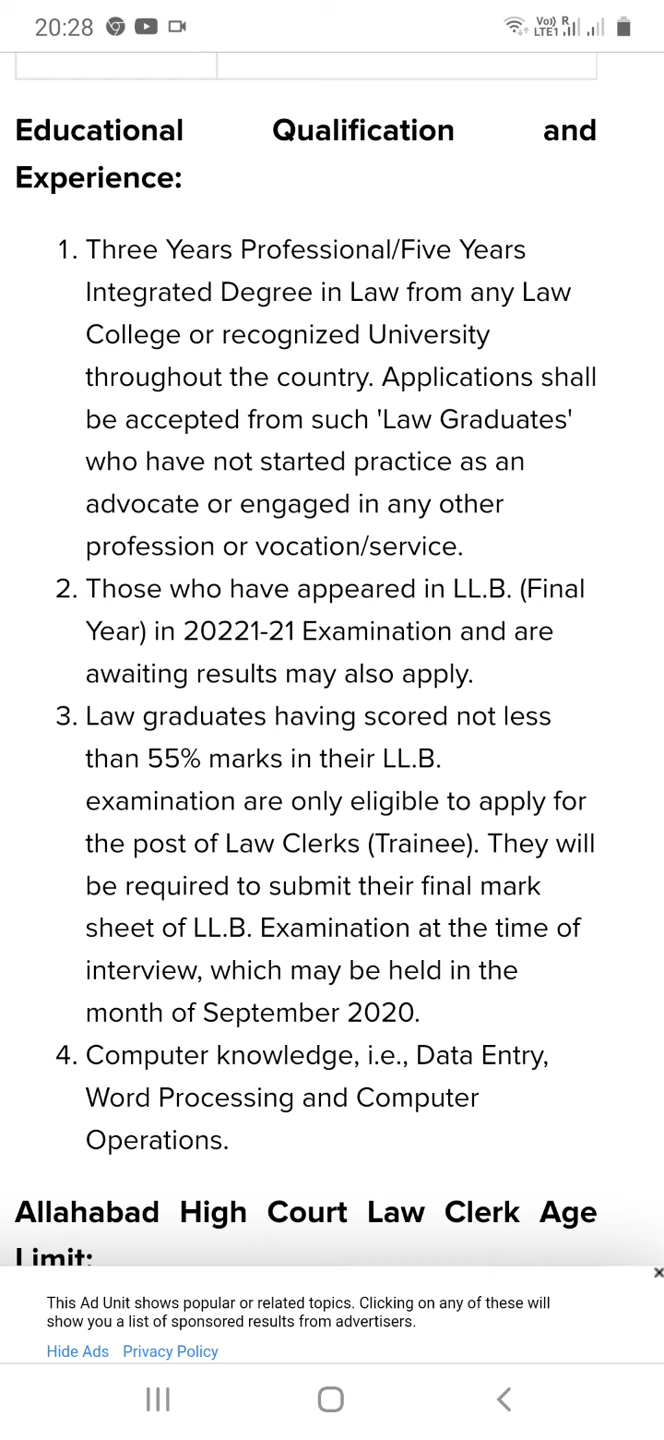 20:28
Vo)) R
LTE1
Educational Qualification and
Experience:
1. Three Years Professional/Five Years
Integrated Degree in Law from any Law
College or recognized University
throughout the country. Applications shall
be accepted from such 'Law Graduates'
who have not started practice as an
advocate or engaged in any other
profession or vocation/service.
2. Those who have appeared in LL.B. (Final
Year) in 20221-21 Examination and are
awaiting results may also apply.
3. Law graduates having scored not less
than 55% marks in their LL.B.
examination are only eligible to apply for
the post of Law Clerks (Trainee). They will
be required to submit their final mark
sheet of LL.B. Examination at the time of
interview, which may be held in the
month of September 2020.
4. Computer knowledge, i.e., Data Entry,
Word Processing and Computer
Operations.
Allahabad High Court Law Clerk Age
Limit:
This Ad Unit shows popular or related topics. Clicking on any of these will
show you a list of sponsored results from advertisers.
Hide Ads Privacy Policy